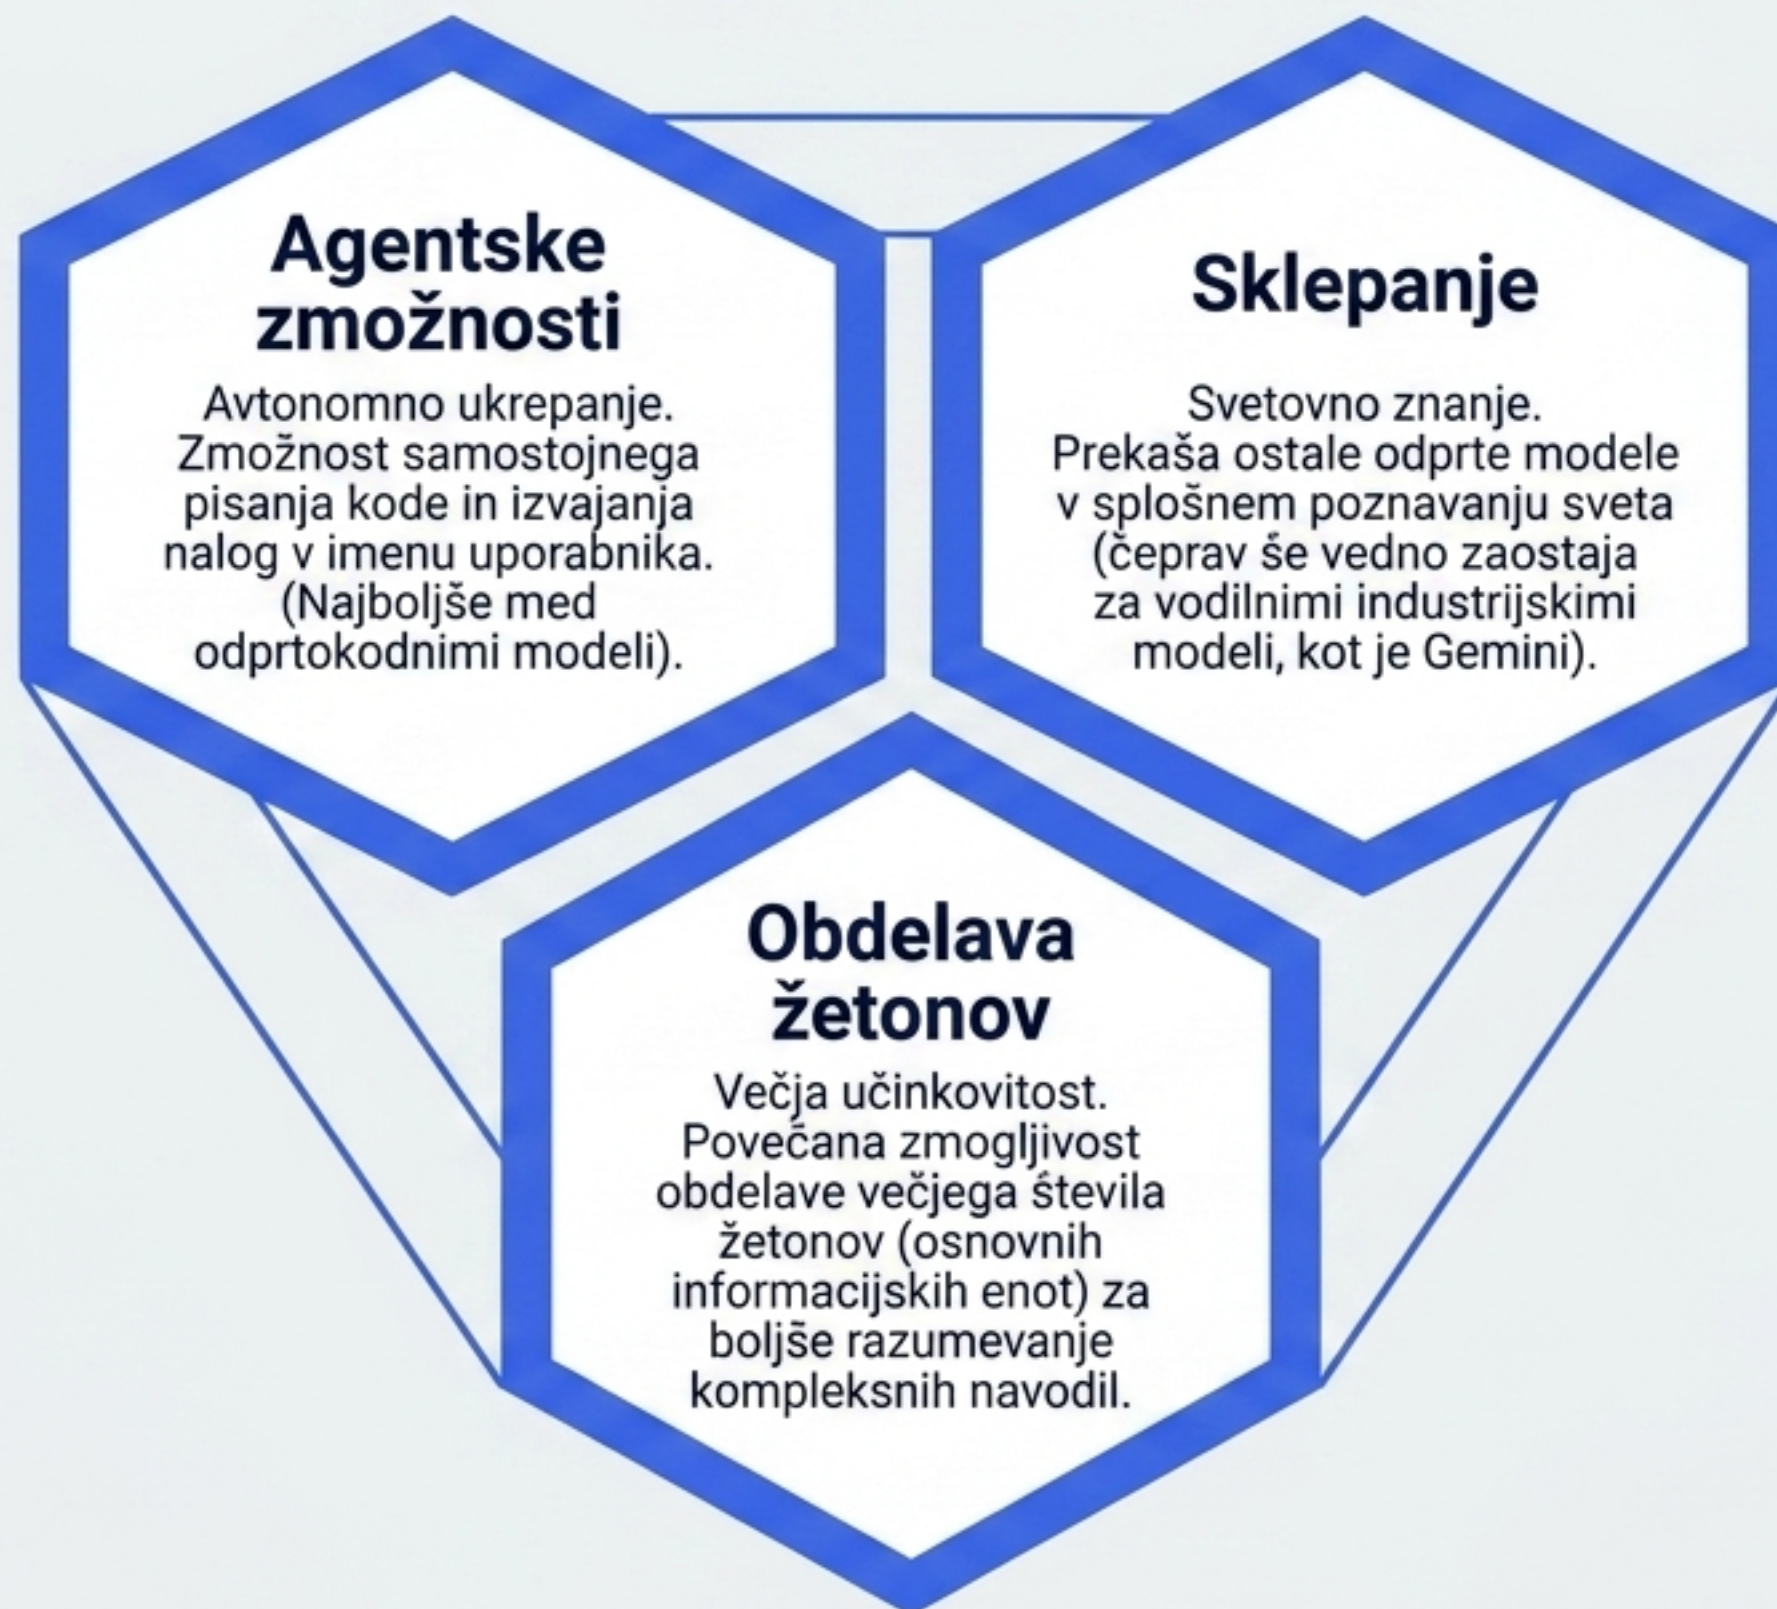 Agentske
zmožnosti
Avtonomno ukrepanje.
Zmožnost samostojnega
pisanja kode in izvajanja
nalog v imenu uporabnika.
(Najboljše med
odprtokodnimi modeli).
Sklepanje
Svetovno znanje.
Prekaša ostale odprte modele
v splošnem poznavanju sveta
(čeprav še vedno zaostaja
za vodilnimi industrijskimi
modeli, kot je Gemini).
Obdelava
žetonov
Večja učinkovitost.
Povečana zmogljivost
obdelave večjega števila
žetonov (osnovnih
informacijskih enot) za
boljše razumevanje
kompleksnih navodil.